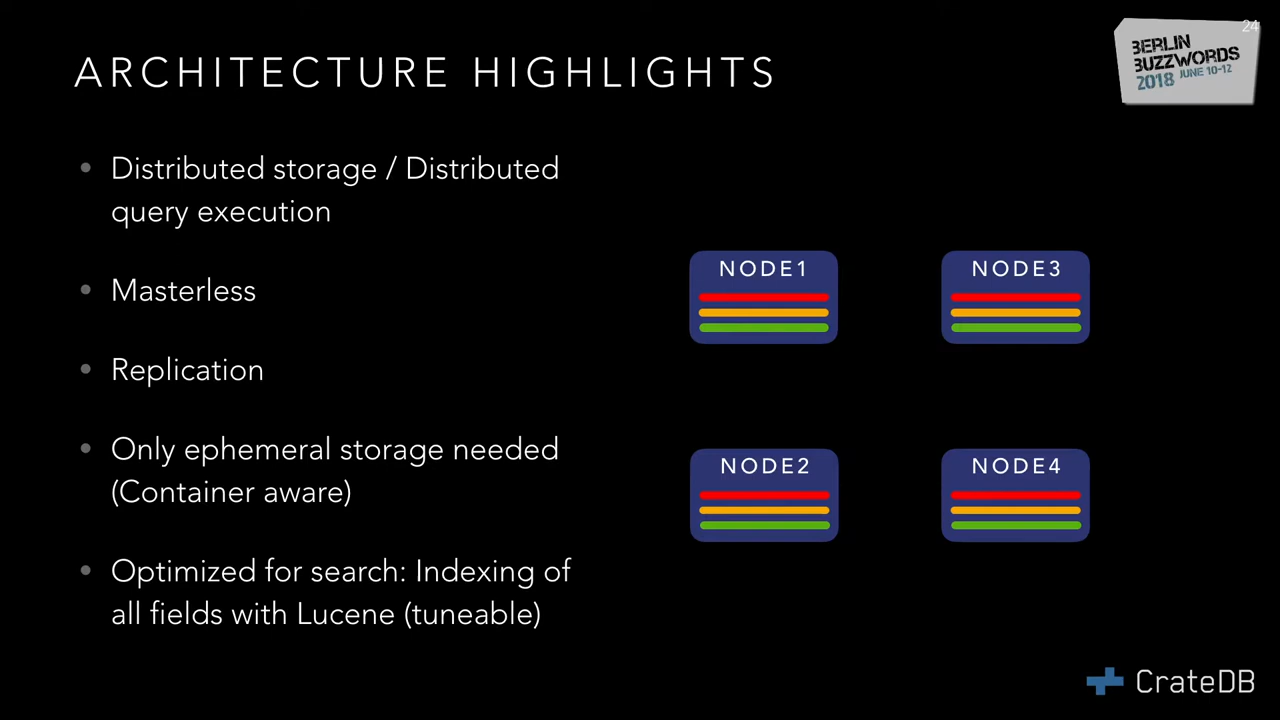 24
BERLIN
BUZZWORDS
2018 JUNE 10-12
ARCHITECTURE HIGHLIGHTS
• Distributed storage / Distributed
query execution
• Masterless
• Replication
• Only ephemeral storage needed
(Container aware)
• Optimized for search: Indexing of
all fields with Lucene (tuneable)
NODE1
NODE3
NODE2
NODE4
CrateDB